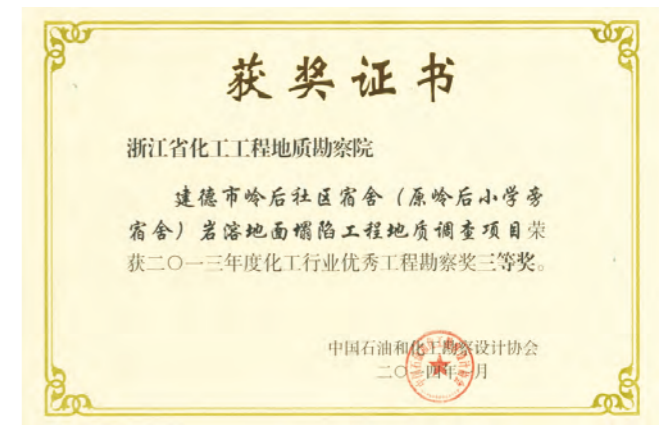 获奖证书
浙江省化工工程地质勘察院
建德市岭后社区宿舍（原岭后小学旁
宿舍）岩溶地面塌陷工程地质调查项目荣
获二〇一三年度化工行业优秀工程勘察奖三等奖。
中国石油和化工勘察设计协会
二〇一四年 月